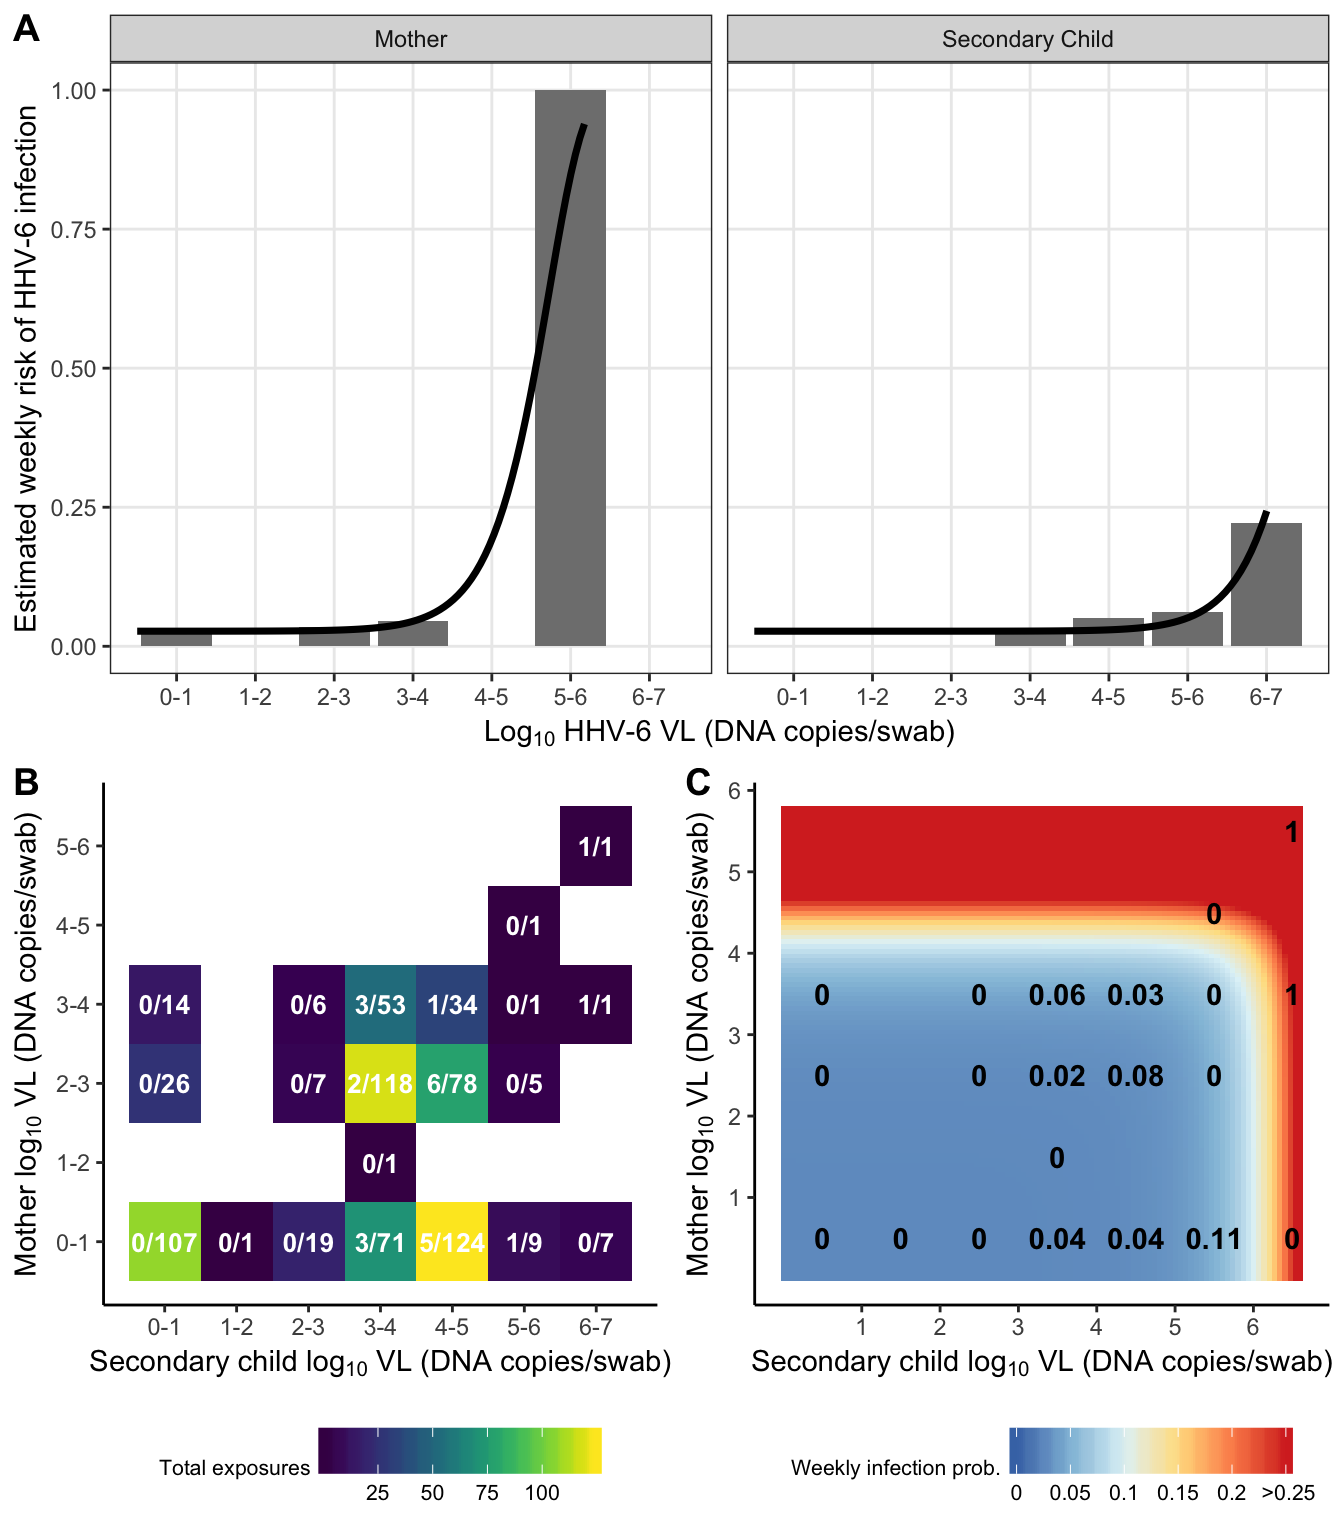 A
Mother
Secondary Child
Estimated weekly risk of HHV-6 infection
1.00
0.75
0.50
0.25
0.00
0-1 1-2 2-3 3-4 4-5 5-6 6-7
0-1 1-2 2-3 3-4 4-5 5-6 6-7
Log₁₀ HHV-6 VL (DNA copies/swab)
B
Mother log₁₀ VL (DNA copies/swab)
5-6
1/1
4-5
0/1
3-4
0/14 0/6 3/53 1/34 0/1 1/1
2-3
0/26 0/7 2/118 6/78 0/5
1-2
0/1
0-1
0/107 0/1 0/19 3/71 5/124 1/9 0/7
0-1 1-2 2-3 3-4 4-5 5-6 6-7
Secondary child log₁₀ VL (DNA copies/swab)
Total exposures
25 50 75 100
C
Mother log₁₀ VL (DNA copies/swab)
6
5
4
3
2
1
1
0
0 0 0.06 0.03 0 1
0 0 0.02 0.08 0
0
0 0 0 0.04 0.04 0.11 0
1 2 3 4 5 6
Secondary child log₁₀ VL (DNA copies/swab)
Weekly infection prob.
0 0.05 0.1 0.15 0.2 >0.25